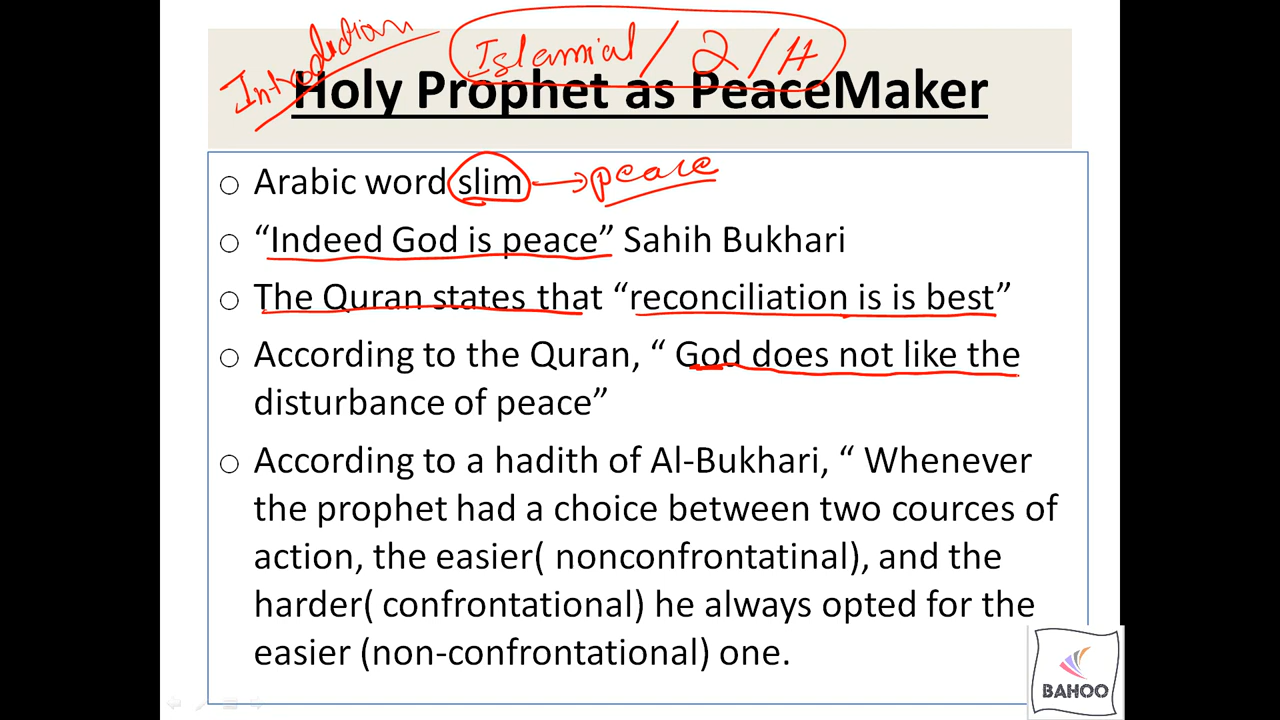 Introduction
Islamial / 2 / H
Holy Prophet as PeaceMaker
○ Arabic word slim → peace
○ “Indeed God is peace” Sahih Bukhari
○ The Quran states that “reconciliation is is best”
○ According to the Quran, “ God does not like the
disturbance of peace”
○ According to a hadith of Al-Bukhari, “ Whenever
the prophet had a choice between two cources of
action, the easier( nonconfrontatinal), and the
harder( confrontational) he always opted for the
easier (non-confrontational) one.
BAHOO